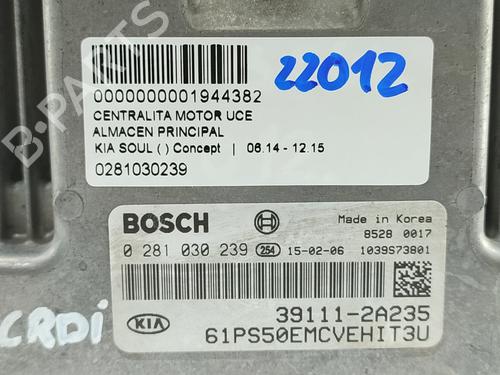 22012
0000000001944382
CENTRALITA MOTOR UCE
ALMACEN PRINCIPAL
KIA SOUL ( ) Concept | 06.14 - 12.15
0281030239
BOSCH
Made in Korea
8528 0017
0 281 030 239 254 15-02-06 1039S73801
KIA
39111-2A235
61PS50EMCVEHIT3U
CRDi
B-PARTS